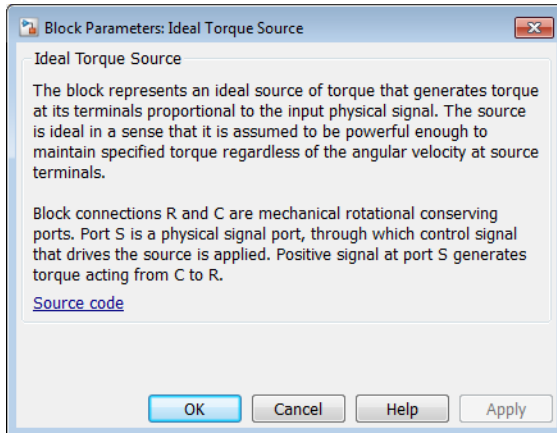 Block Parameters: Ideal Torque Source
Ideal Torque Source
The block represents an ideal source of torque that generates torque
at its terminals proportional to the input physical signal. The source
is ideal in a sense that it is assumed to be powerful enough to
maintain specified torque regardless of the angular velocity at source
terminals.
Block connections R and C are mechanical rotational conserving
ports. Port S is a physical signal port, through which control signal
that drives the source is applied. Positive signal at port S generates
torque acting from C to R.
Source code
OK Cancel Help Apply